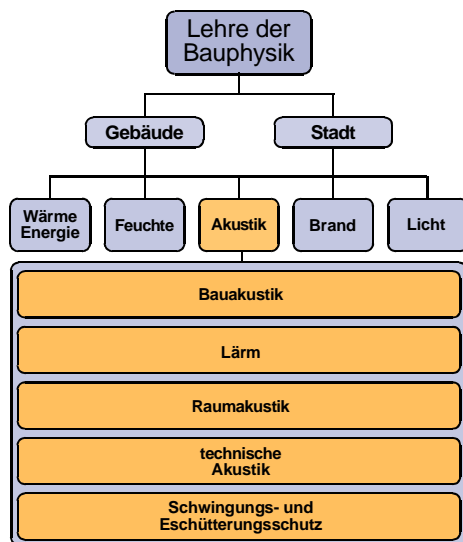 Lehre der
Bauphysik
Gebäude
Stadt
Wärme
Energie
Feuchte
Akustik
Brand
Licht
Bauakustik
Lärm
Raumakustik
technische
Akustik
Schwingungs- und
Eschütterungsschutz